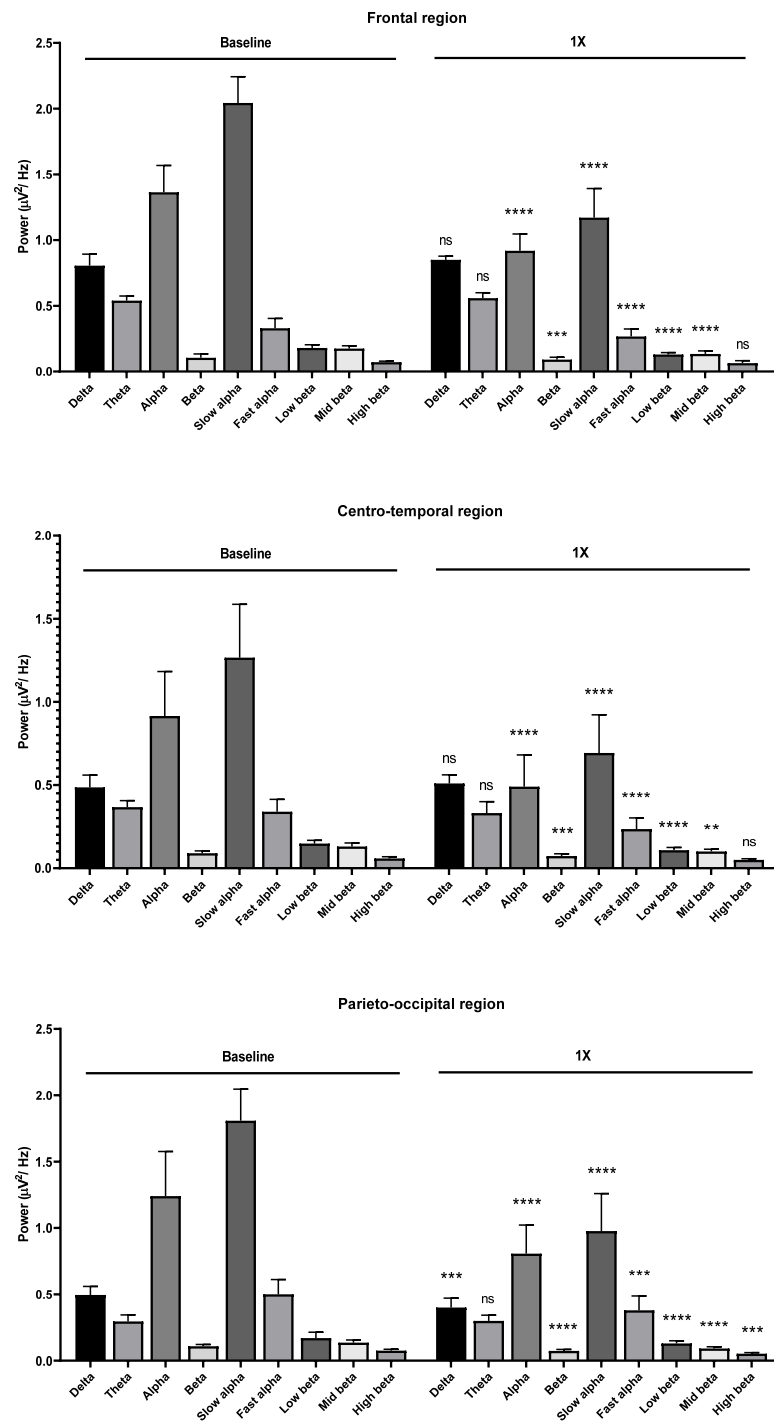 Frontal region
Baseline 1X
Power (µV²/ Hz)
2.5
2.0
1.5
1.0
0.5
0.0
**** ****
ns ns *** **** **** **** ns
Delta Theta Alpha Beta Slow alpha Fast alpha Low beta Mid beta High beta Delta Theta Alpha Beta Slow alpha Fast alpha Low beta Mid beta High beta
Centro-temporal region
Baseline 1X
Power (µV²/ Hz)
2.0
1.5
1.0
0.5
0.0
ns ns **** *** **** **** **** ** ns
Delta Theta Alpha Beta Slow alpha Fast alpha Low beta Mid beta High beta Delta Theta Alpha Beta Slow alpha Fast alpha Low beta Mid beta High beta
Parieto-occipital region
Baseline 1X
Power (µV²/ Hz)
2.5
2.0
1.5
1.0
0.5
0.0
*** ns **** **** **** *** **** **** ***
Delta Theta Alpha Beta Slow alpha Fast alpha Low beta Mid beta High beta Delta Theta Alpha Beta Slow alpha Fast alpha Low beta Mid beta High beta